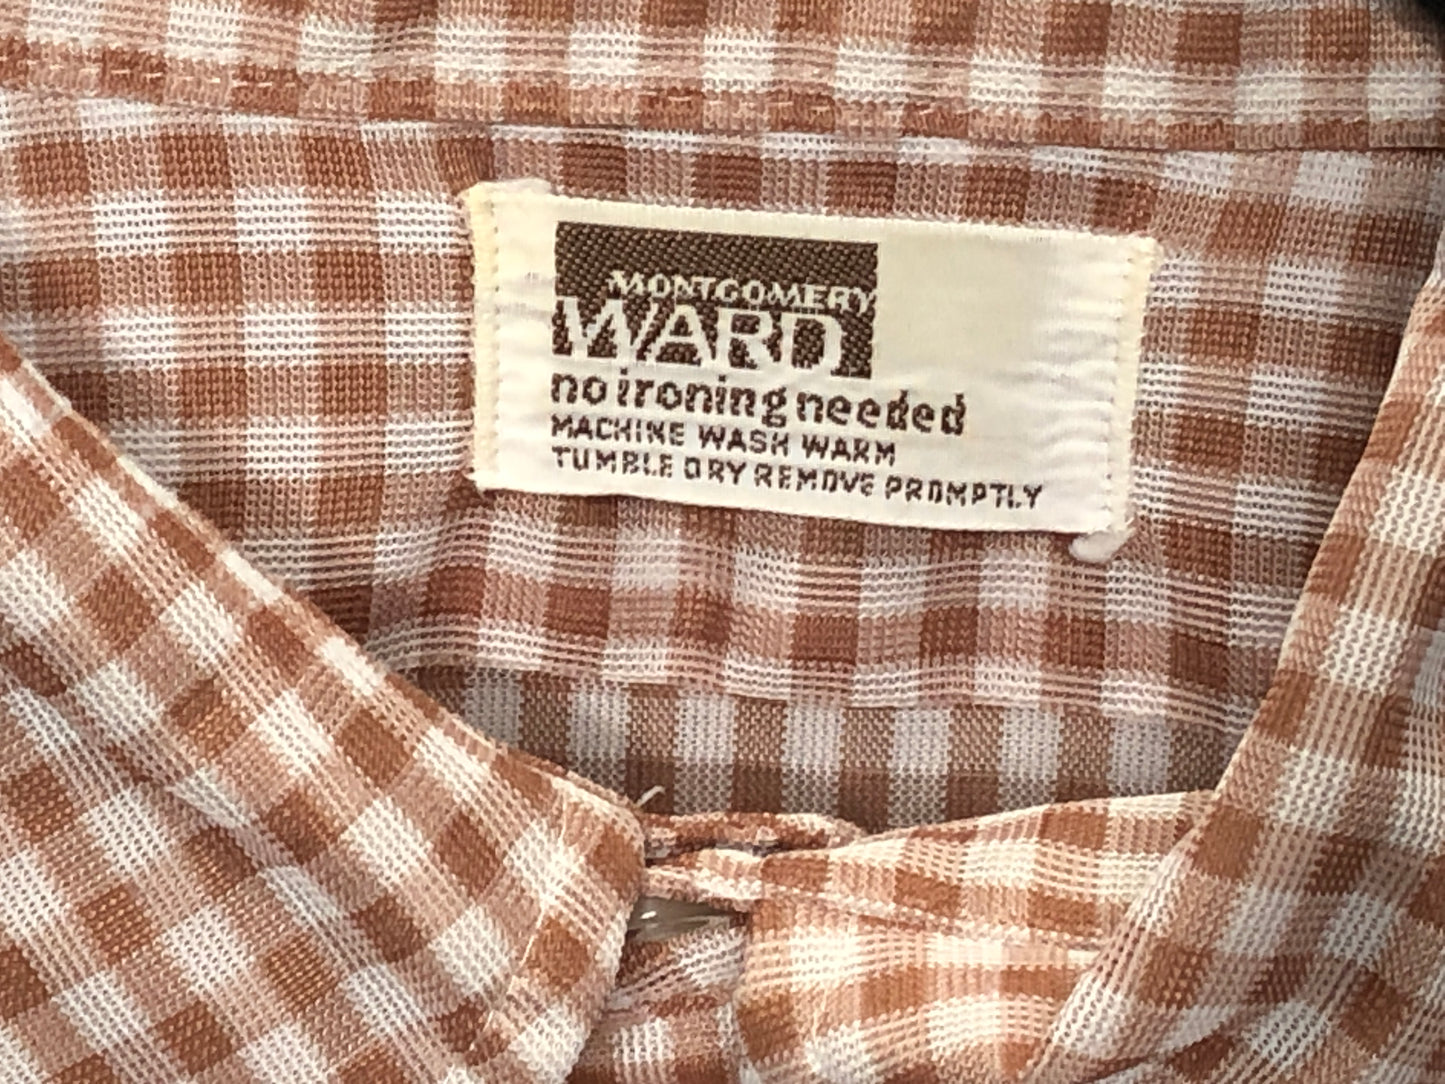 MONTGOMERY
WARD
no ironing needed
MACHINE WASH WARM
TUMBLE DRY REMOVE PROMPTLY